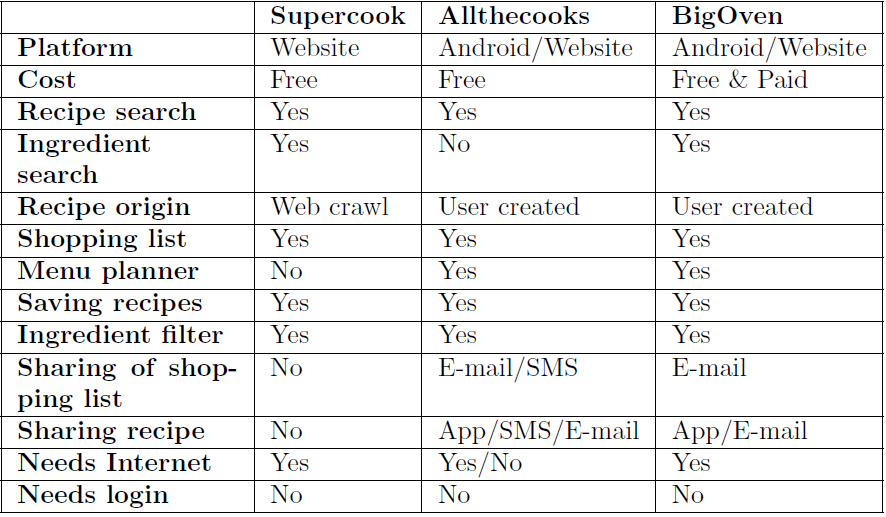 Supercook Allthecooks BigOven
Platform Website Android/Website Android/Website
Cost Free Free Free & Paid
Recipe search Yes Yes Yes
Ingredient Yes No Yes
search
Recipe origin Web crawl User created User created
Shopping list Yes Yes Yes
Menu planner No Yes Yes
Saving recipes Yes Yes Yes
Ingredient filter Yes Yes Yes
Sharing of shop- No E-mail/SMS E-mail
ping list
Sharing recipe No App/SMS/E-mail App/E-mail
Needs Internet Yes Yes/No Yes
Needs login No No No